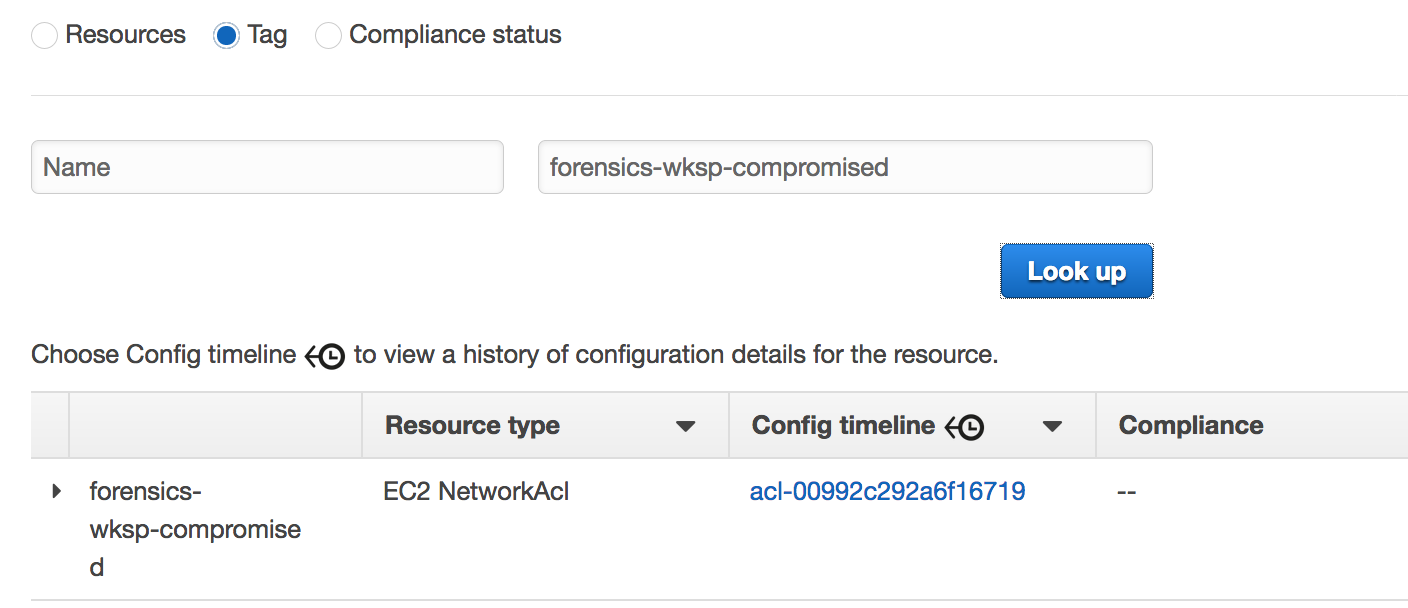 Resources Tag Compliance status
Name forensics-wksp-compromised
Look up
Choose Config timeline to view a history of configuration details for the resource.
Resource type Config timeline Compliance
forensics- EC2 NetworkAcl acl-00992c292a6f16719 --
wksp-compromise
d